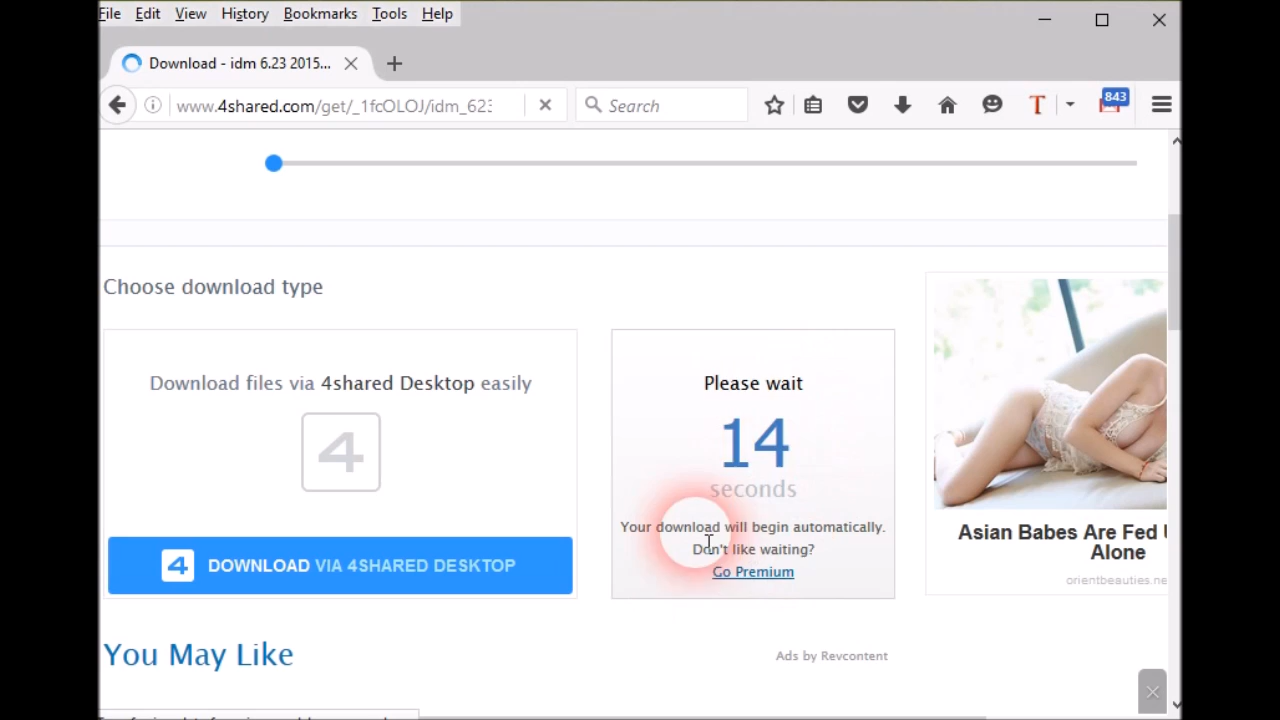 File Edit View History Bookmarks Tools Help
Download - idm 6.23 2015...
www.4shared.com/get/_1fcOLOJ/idm_623
Search
T
843
Choose download type
Download files via 4shared Desktop easily
4
4 DOWNLOAD VIA 4SHARED DESKTOP
Please wait
14
seconds
Your download will begin automatically.
Don't like waiting?
Go Premium
Asian Babes Are Fed
Alone
orientbeauties.ne
You May Like
Ads by Revcontent